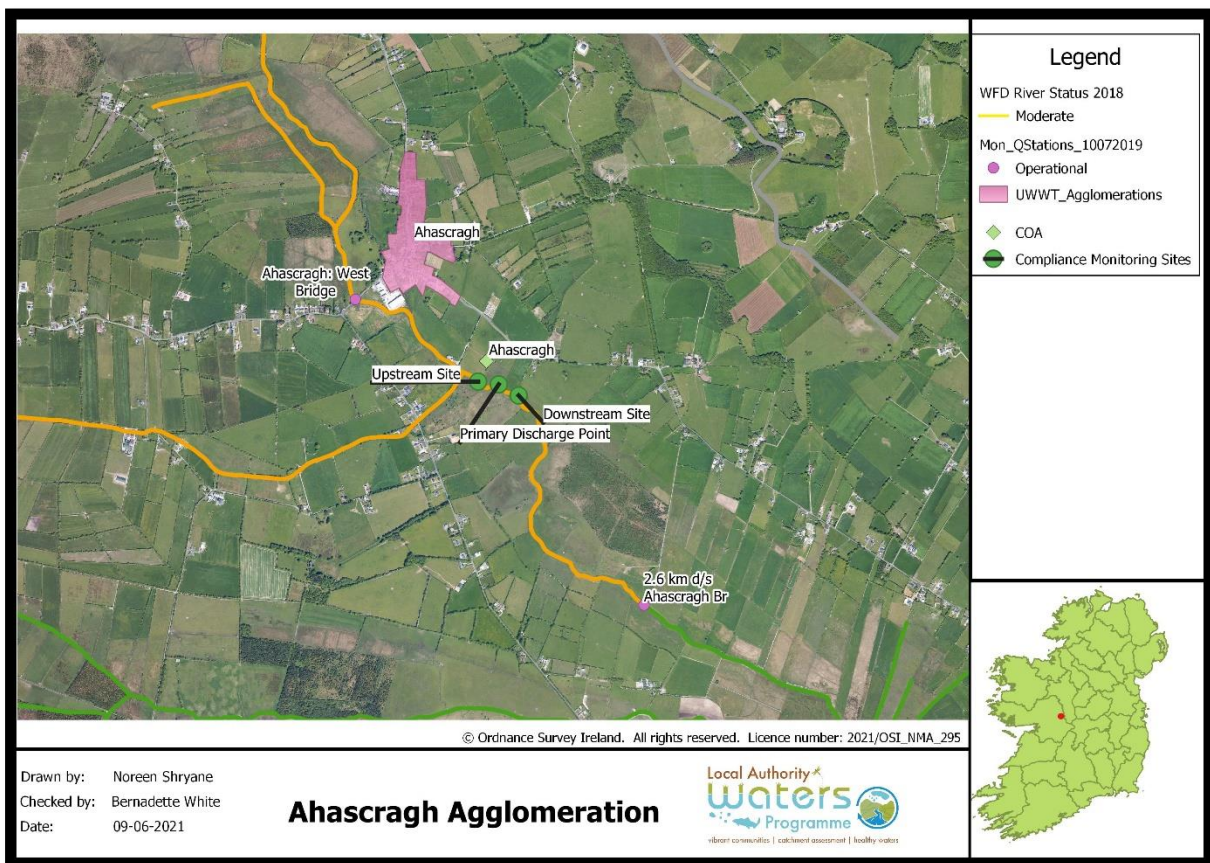 Ahascragh
Ahascragh: West
Bridge
Ahascragh
Upstream Site
Downstream Site
Primary Discharge Point
2.6 km d/s
Ahascragh Br
© Ordnance Survey Ireland. All rights reserved. Licence number: 2021/OSI_NMA_295
Legend
WFD River Status 2018
Moderate
Mon_QStations_10072019
Operational
UWWT_Agglomerations
COA
Compliance Monitoring Sites
Drawn by: Noreen Shryane
Checked by: Bernadette White
Date: 09-06-2021
Ahascragh Agglomeration
Local Authority
Waters
Programme
vibrant communities | catchment assessment | healthy waters